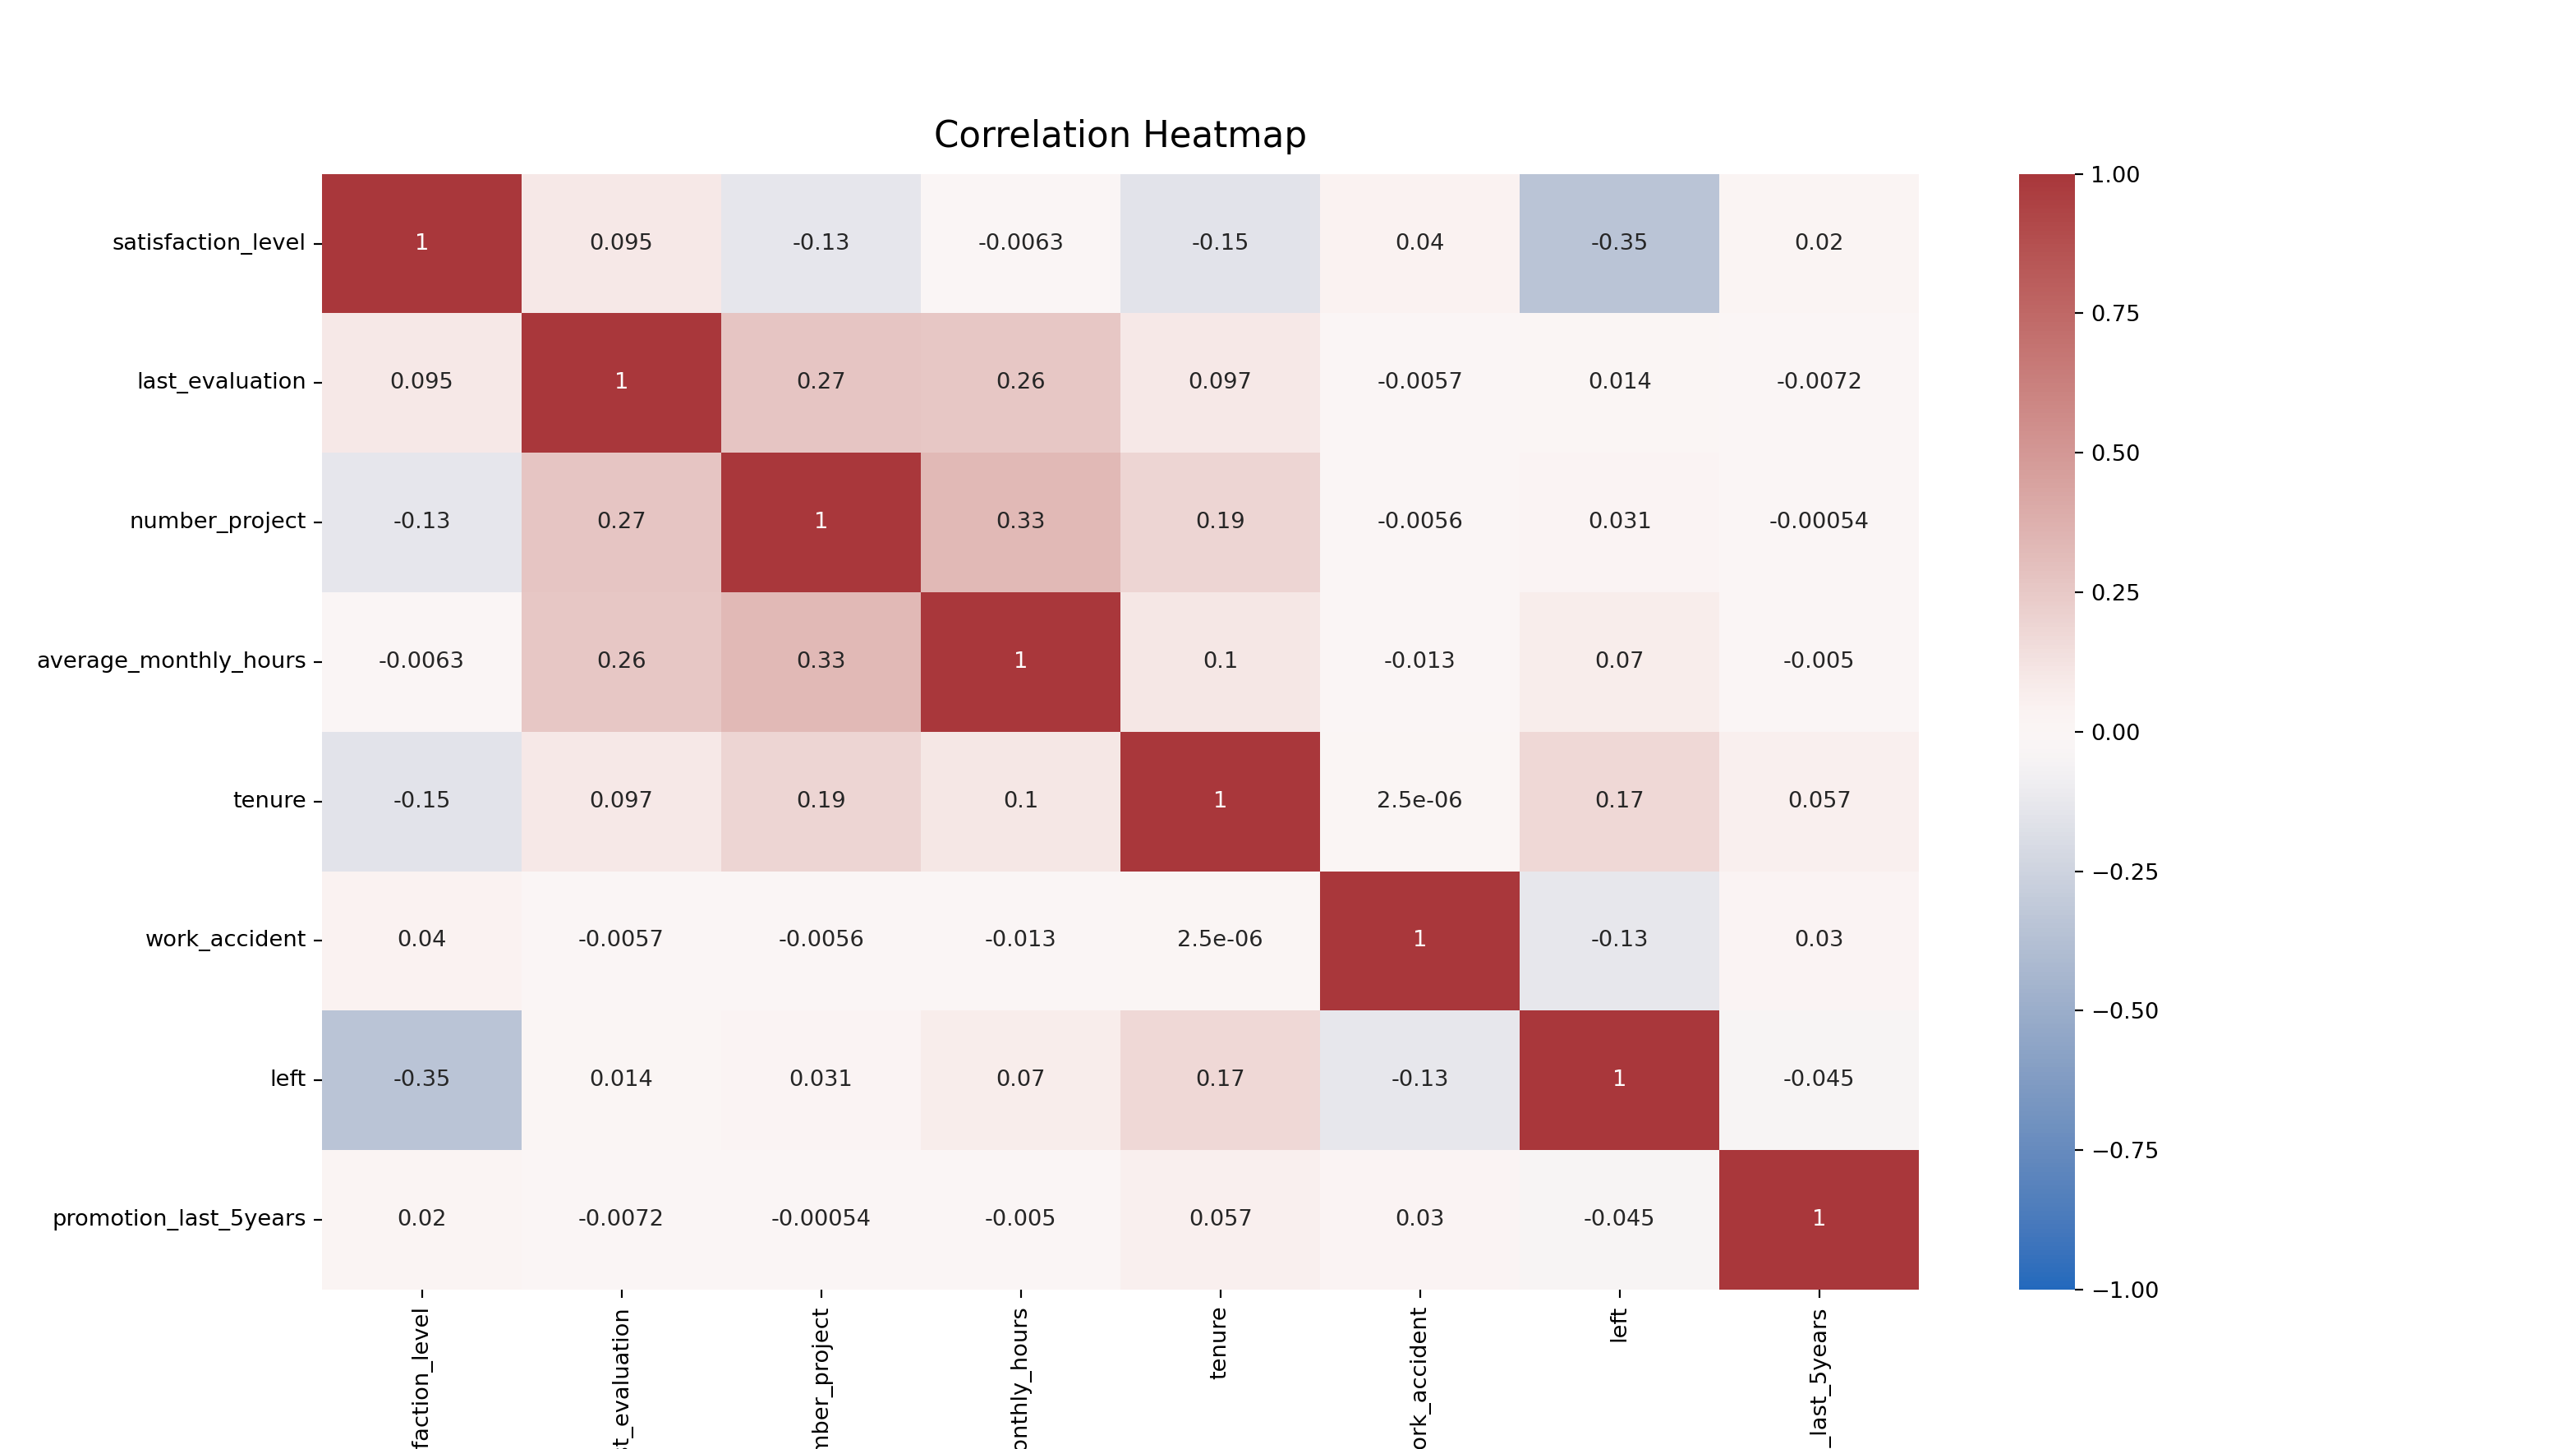 Correlation Heatmap
satisfaction_level 1 0.095 -0.13 -0.0063 -0.15 0.04 -0.35 0.02
last_evaluation 0.095 1 0.27 0.26 0.097 -0.0057 0.014 -0.0072
number_project -0.13 0.27 1 0.33 0.19 -0.0056 0.031 -0.00054
average_monthly_hours -0.0063 0.26 0.33 1 0.1 -0.013 0.07 -0.005
tenure -0.15 0.097 0.19 0.1 1 2.5e-06 0.17 0.057
work_accident 0.04 -0.0057 -0.0056 -0.013 2.5e-06 1 -0.13 0.03
left -0.35 0.014 0.031 0.07 0.17 -0.13 1 -0.045
promotion_last_5years 0.02 -0.0072 -0.00054 -0.005 0.057 0.03 -0.045 1
faction_level
st_evaluation
mber_project
onthly_hours
tenure
ork_accident
left
_last_5years
1.00
0.75
0.50
0.25
0.00
−0.25
−0.50
−0.75
−1.00